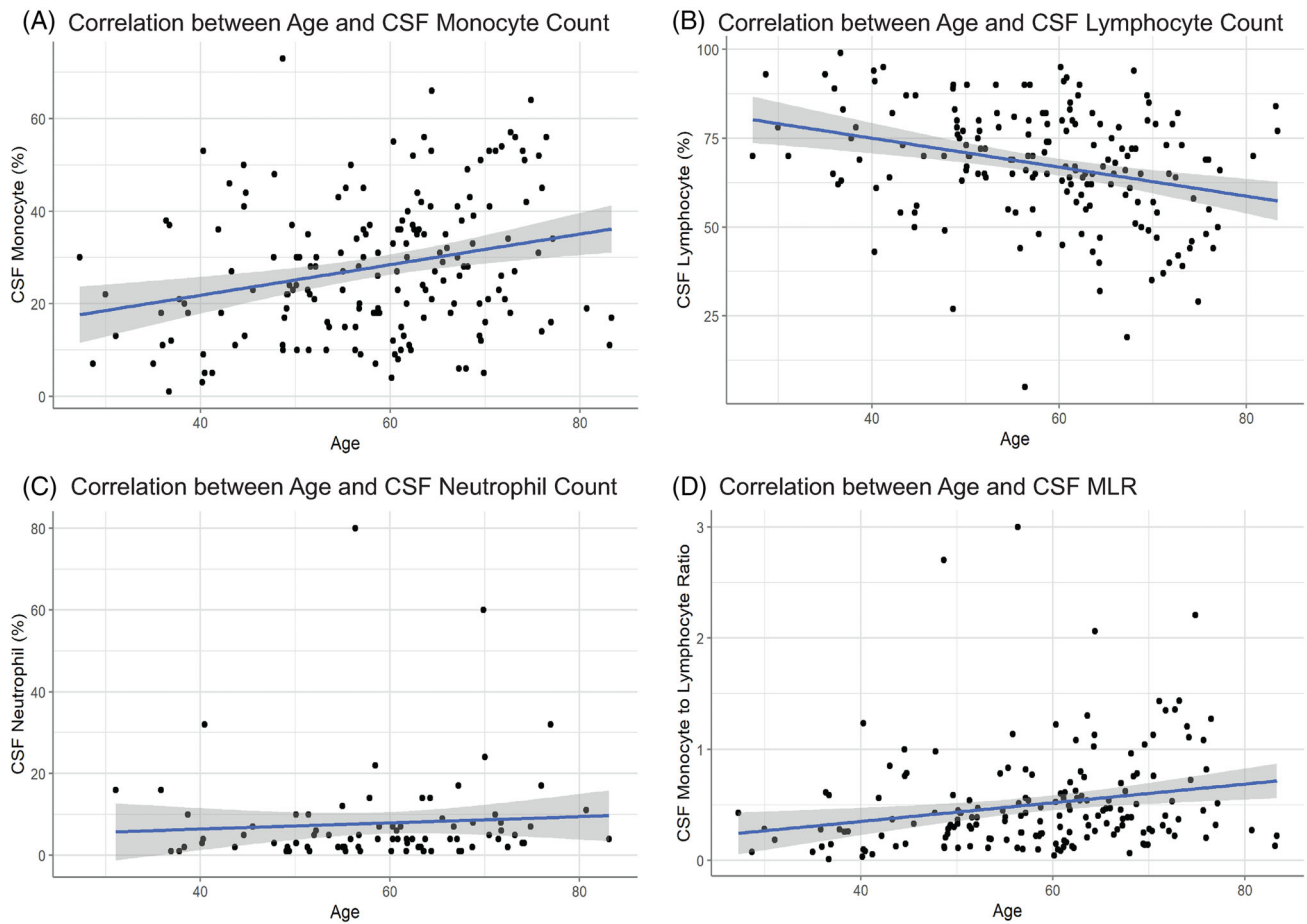 (A) Correlation between Age and CSF Monocyte Count
CSF Monocyte (%)
60
40
20
0
40 60 80
Age
(B) Correlation between Age and CSF Lymphocyte Count
CSF Lymphocyte (%)
100
75
50
25
40 60 80
Age
(C) Correlation between Age and CSF Neutrophil Count
CSF Neutrophil (%)
80
60
40
20
0
40 60 80
Age
(D) Correlation between Age and CSF MLR
CSF Monocyte to Lymphocyte Ratio
3
2
1
0
40 60 80
Age